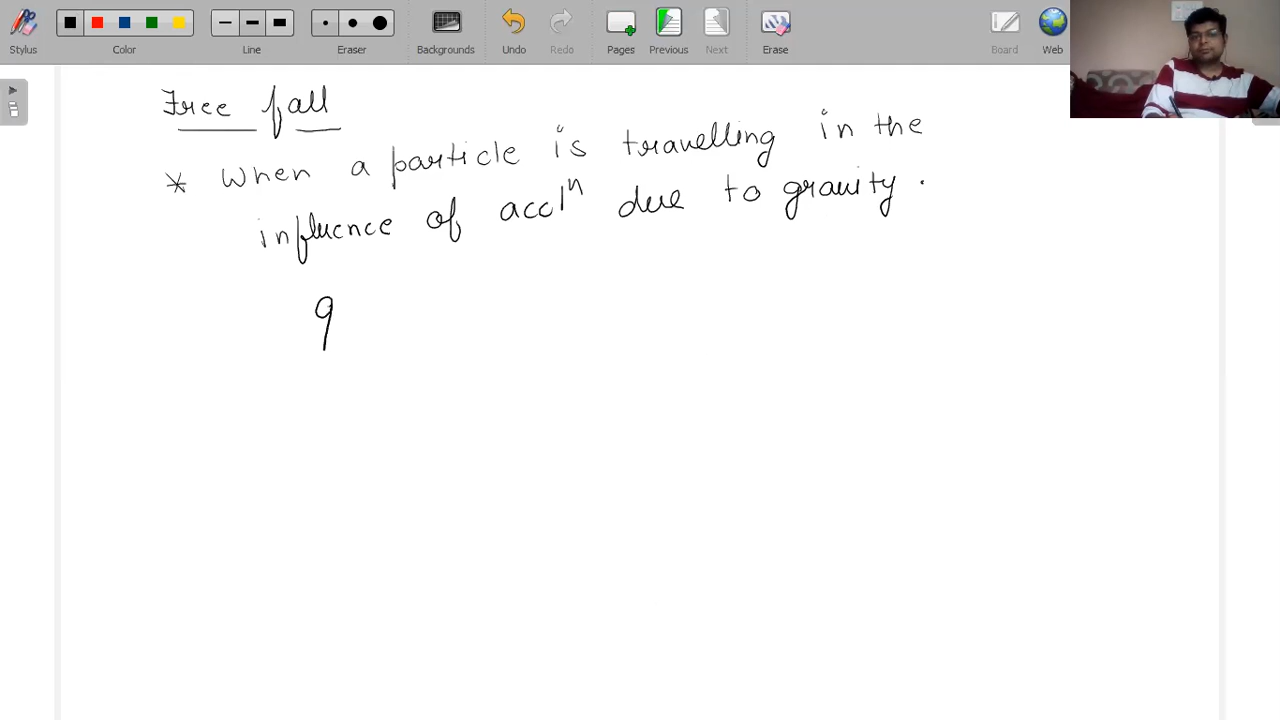 Stylus Color Line Eraser Backgrounds Undo Redo Pages Previous Next Erase Board Web
Free fall
* When a particle is travelling in the
influence of acclⁿ due to gravity.
g